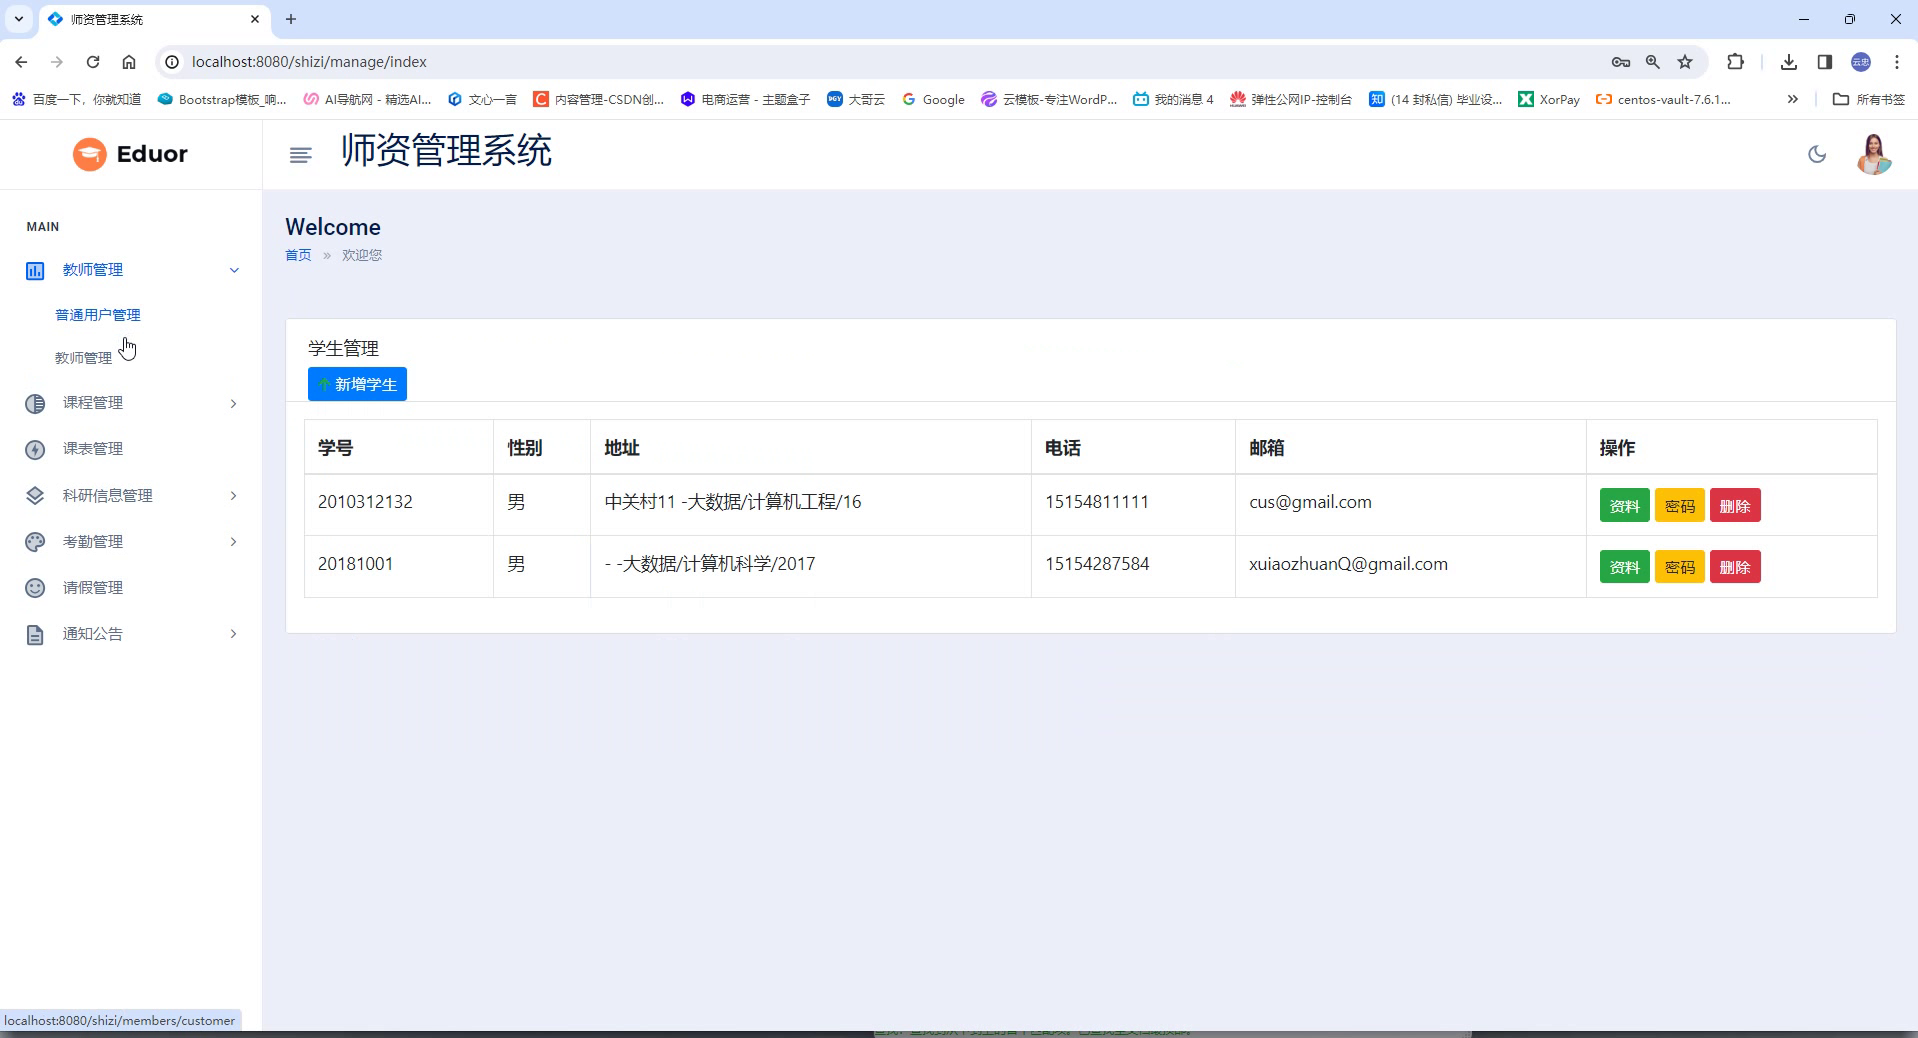 师资管理系统
localhost:8080/shizi/manage/index
云忠
百度一下，你就知道
Bootstrap模板_响...
AI导航网 - 精选AI...
文心一言
内容管理-CSDN创...
电商运营 - 主题盒子
大哥云
Google
云模板-专注WordP...
我的消息 4
弹性公网IP-控制台
知
(14 封私信) 毕业设...
XorPay
centos-vault-7.6.1...
所有书签
Eduor
师资管理系统
MAIN
教师管理
普通用户管理
教师管理
课程管理
课表管理
科研信息管理
考勤管理
请假管理
通知公告
Welcome
首页 » 欢迎您
学生管理
新增学生
学号 性别 地址 电话 邮箱 操作
2010312132 男 中关村11 -大数据/计算机工程/16 15154811111 cus@gmail.com 资料 密码 删除
20181001 男 - -大数据/计算机科学/2017 15154287584 xuiaozhuanQ@gmail.com 资料 密码 删除
localhost:8080/shizi/members/customer